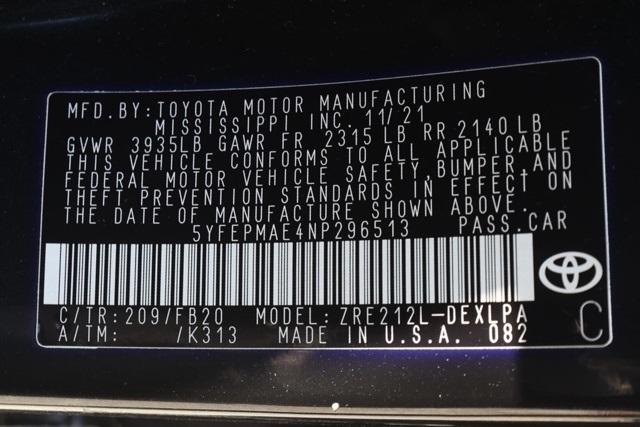 MFD. BY: TOYOTA MOTOR MANUFACTURING
MISSISSIPPI INC. 11/21
GVWR 3935LB GAWR FR 2315 LB RR 2140 LB
THIS VEHICLE CONFORMS TO ALL APPLICABLE
FEDERAL MOTOR VEHICLE SAFETY, BUMPER, AND
THEFT PREVENTION STANDARDS IN EFFECT ON
THE DATE OF MANUFACTURE SHOWN ABOVE.
5YFEPMAE4NP296513 PASS. CAR
C/TR: 209/FB20 MODEL: ZRE212L-DEXLPA
A/TM: /K313 MADE IN U.S.A. 082
C